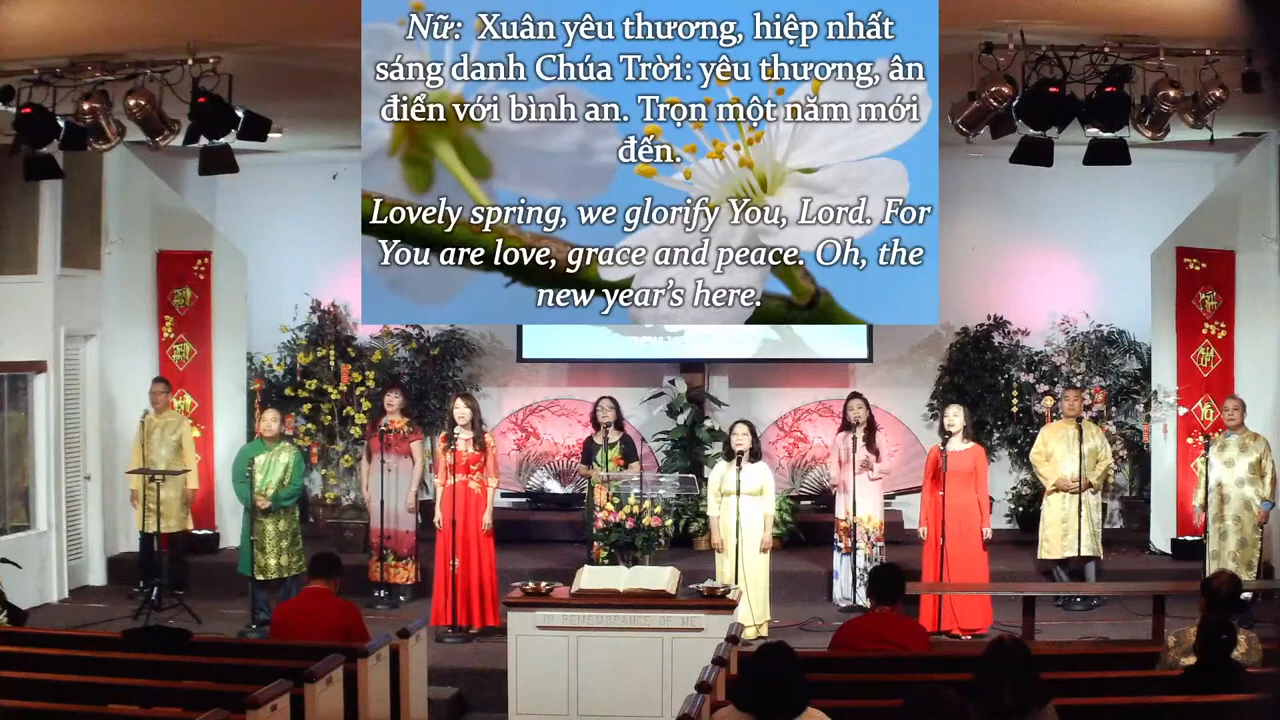 Nữ: Xuân yêu thương, hiệp nhất
sáng danh Chúa Trời: yêu thương, ân
điển với bình an. Trọn một năm mới
đến.
Lovely spring, we glorify You, Lord. For
You are love, grace and peace. Oh, the
new year's here.
IN REMEMBRANCE OF ME